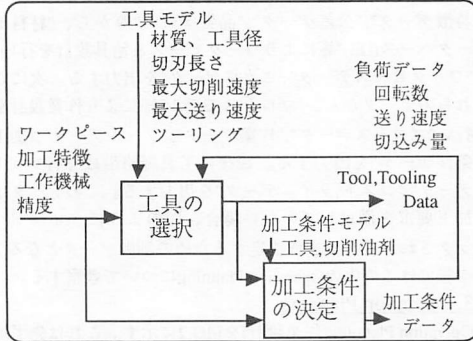 工具モデル
材質、工具径
切刃長さ
最大切削速度
最大送り速度
ツーリング
負荷データ
回転数
送り速度
切込み量
ワークピース
加工特徴
工作機械
精度
工具の
選択
Tool,Tooling
Data
加工条件モデル
工具,切削油剤
加工条件
の決定
加工条件
データ